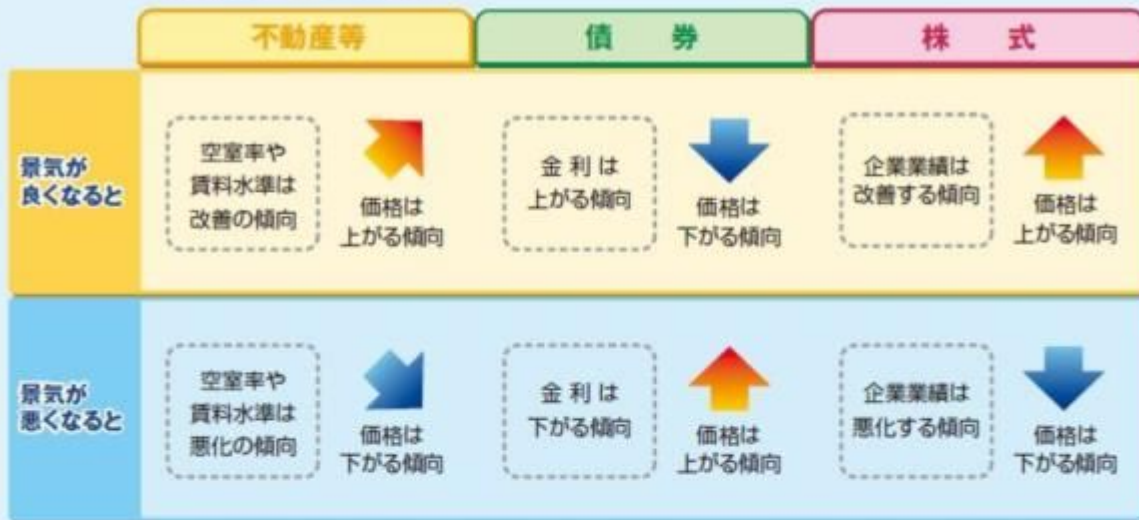 不動産等
債　券
株　式
景気が
良くなると
空室率や
賃料水準は
改善の傾向
価格は
上がる傾向
金利は
上がる傾向
価格は
下がる傾向
企業業績は
改善する傾向
価格は
上がる傾向
景気が
悪くなると
空室率や
賃料水準は
悪化の傾向
価格は
下がる傾向
金利は
下がる傾向
価格は
上がる傾向
企業業績は
悪化する傾向
価格は
下がる傾向